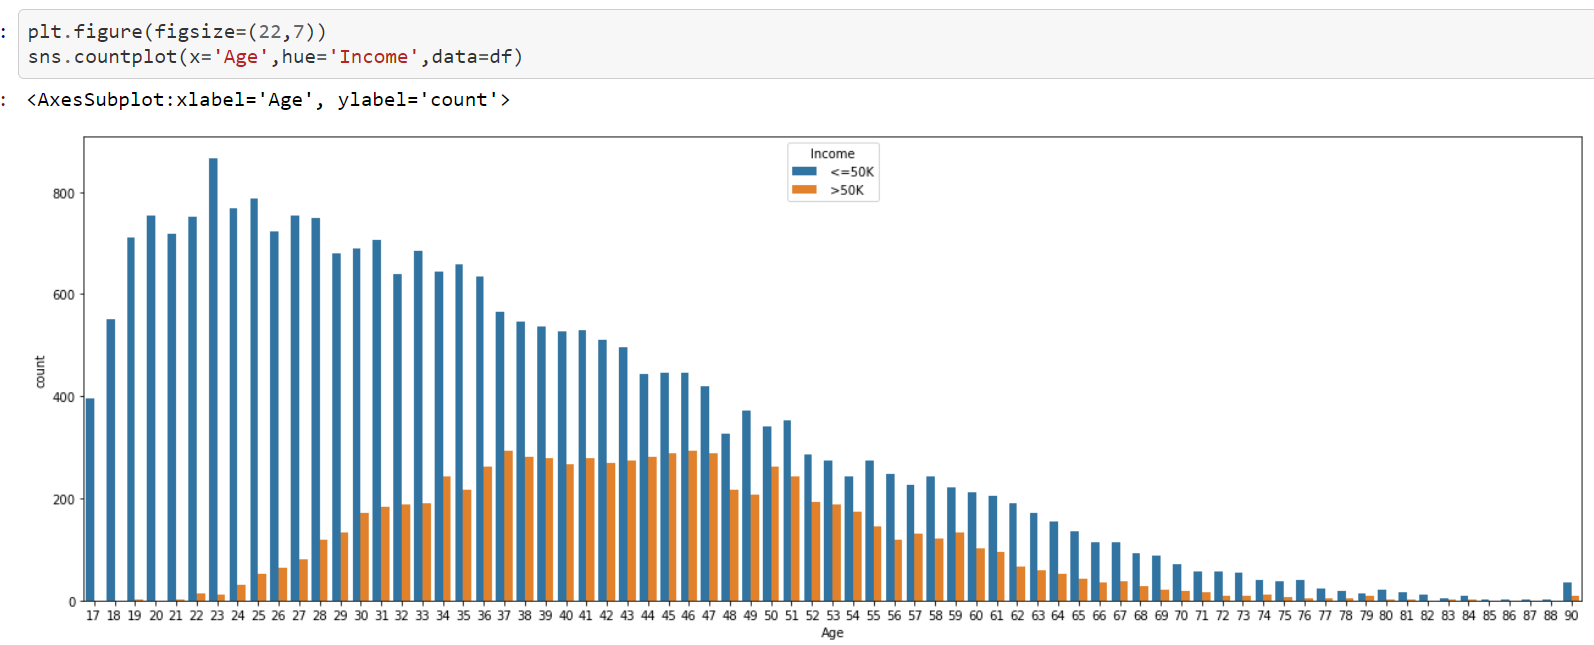 : plt.figure(figsize=(22,7))
sns.countplot(x='Age',hue='Income',data=df)
: <AxesSubplot:xlabel='Age', ylabel='count'>
Income
<=50K
>50K
800
600
400
200
0
count
17 18 19 20 21 22 23 24 25 26 27 28 29 30 31 32 33 34 35 36 37 38 39 40 41 42 43 44 45 46 47 48 49 50 51 52 53 54 55 56 57 58 59 60 61 62 63 64 65 66 67 68 69 70 71 72 73 74 75 76 77 78 79 80 81 82 83 84 85 86 87 88 90
Age